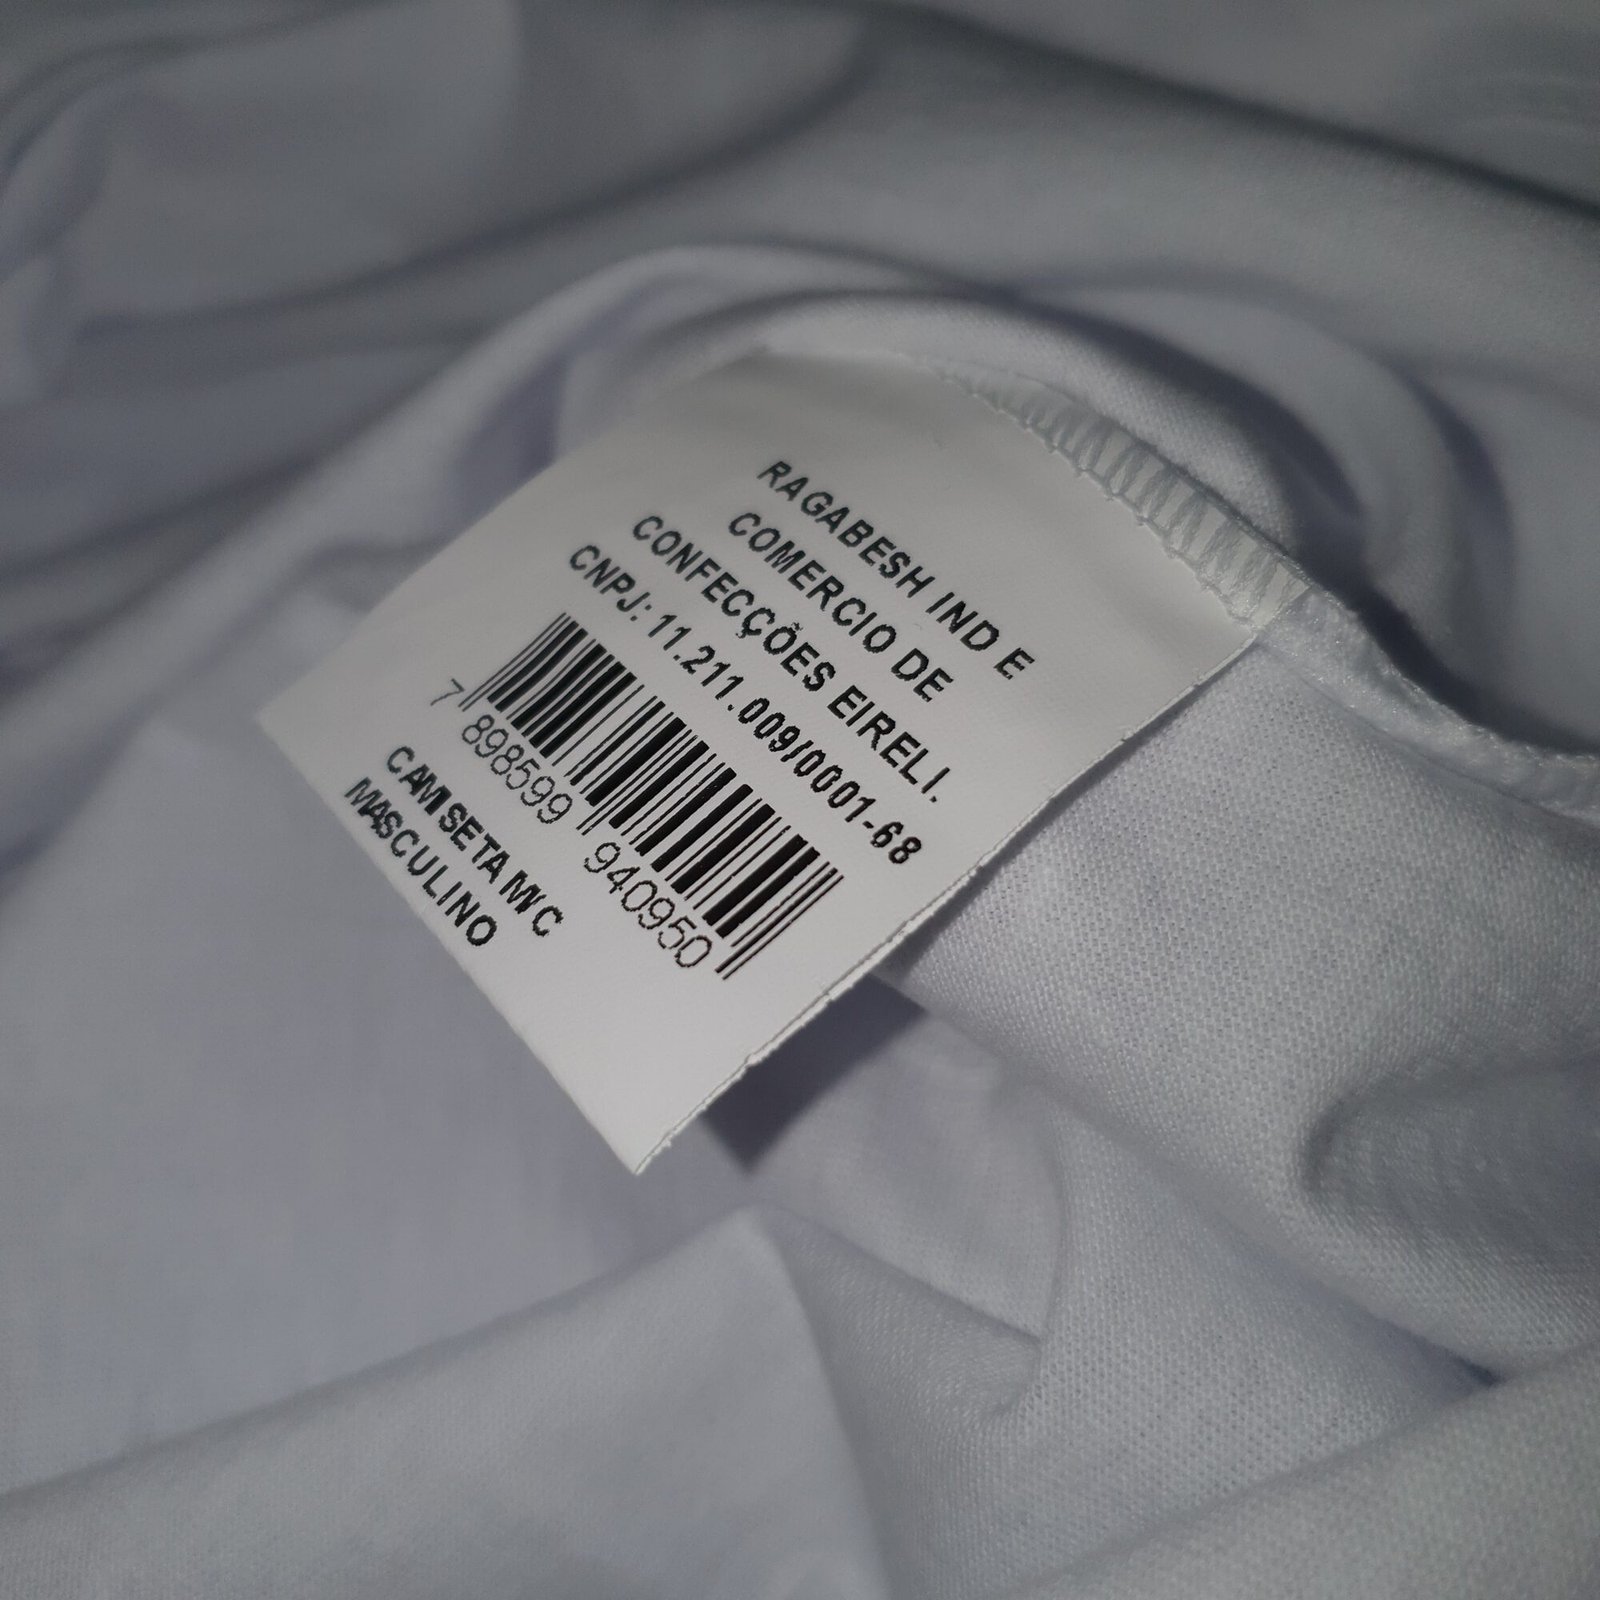 RAGABESH IND E
COMERCIO DE
CONFECÇÕES EIRELI.
CNPJ: 11.211.009/0001-68
7 898599 940950
CAMISETA M/C
MASCULINO